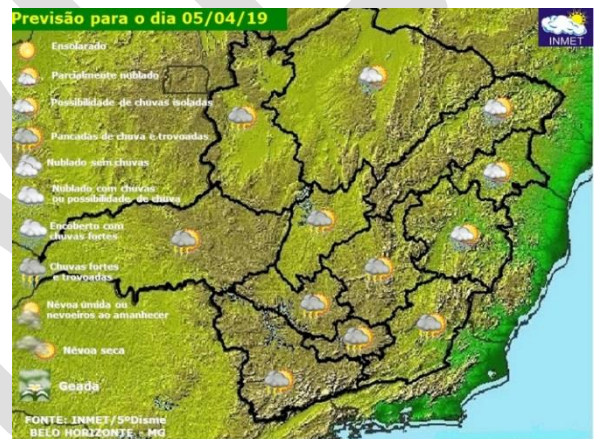 Previsão para o dia 05/04/19
INMET
Ensolarado
Parcialmente nublado
Possibilidade de chuvas isoladas
Pancadas de chuva e trovoadas
Nublado sem chuvas
Nublado com chuvas
ou possibilidade de chuva
Encoberto com
chuvas fortes
Chuvas fortes
e trovoadas
Névoa úmida ou
nevoeiros ao amanhecer
Névoa seca
Geada
FONTE: INMET/5ºDisme
BELO HORIZONTE - MG